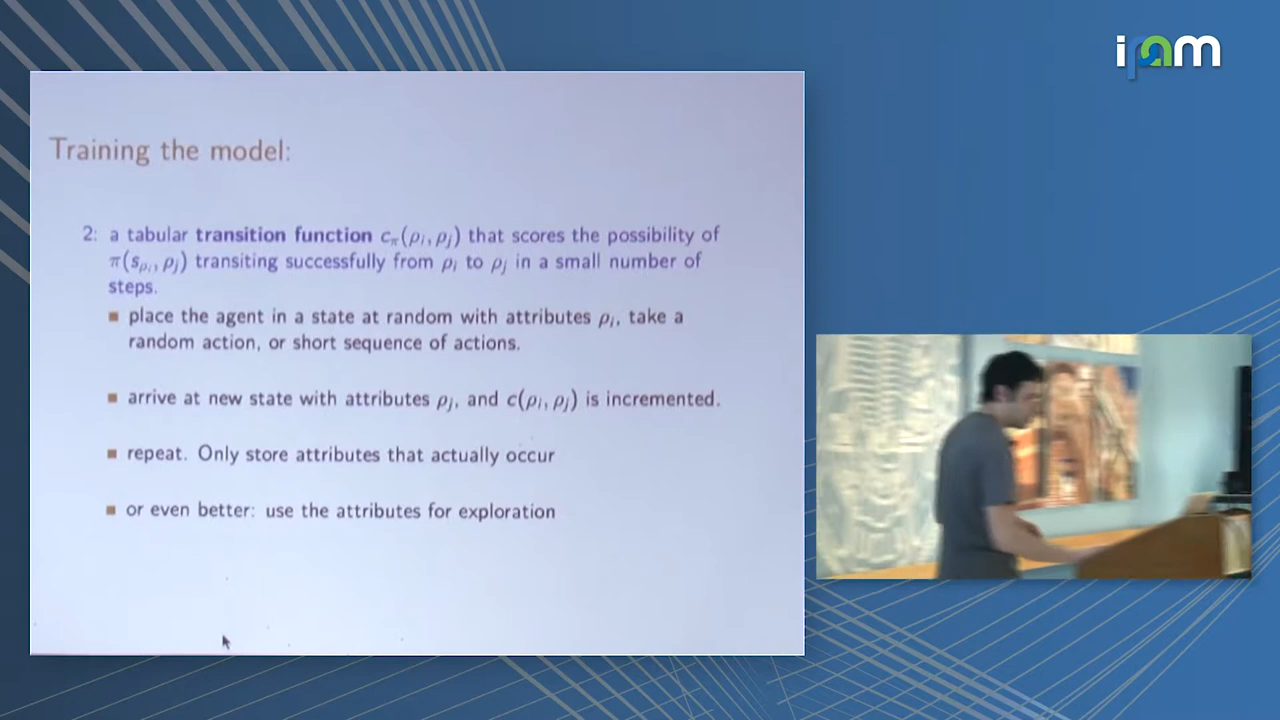 ipam
Training the model:
2: a tabular transition function c_π(ρ_i, ρ_j) that scores the possibility of
π(s_{ρ_i}, ρ_j) transiting successfully from ρ_i to ρ_j in a small number of
steps.
■ place the agent in a state at random with attributes ρ_i, take a
random action, or short sequence of actions.
■ arrive at new state with attributes ρ_j, and c(ρ_i, ρ_j) is incremented.
■ repeat. Only store attributes that actually occur
■ or even better: use the attributes for exploration